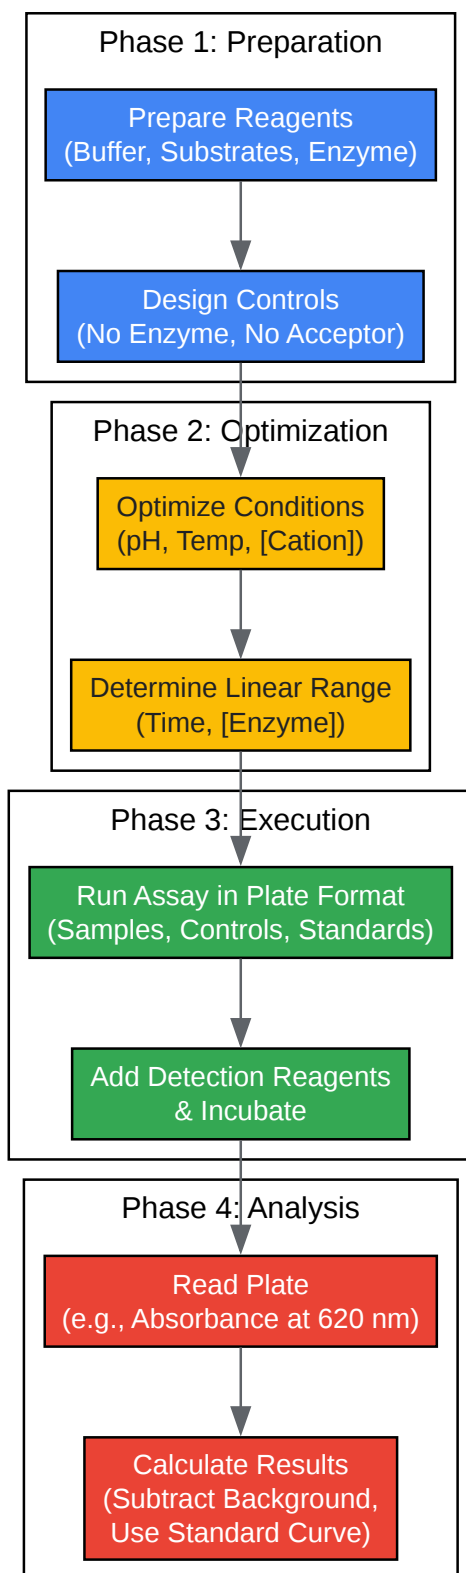 Phase 1: Preparation
Prepare Reagents
(Buffer, Substrates, Enzyme)
Design Controls
(No Enzyme, No Acceptor)
Phase 2: Optimization
Optimize Conditions
(pH, Temp, [Cation])
Determine Linear Range
(Time, [Enzyme])
Phase 3: Execution
Run Assay in Plate Format
(Samples, Controls, Standards)
Add Detection Reagents
& Incubate
Phase 4: Analysis
Read Plate
(e.g., Absorbance at 620 nm)
Calculate Results
(Subtract Background,
Use Standard Curve)